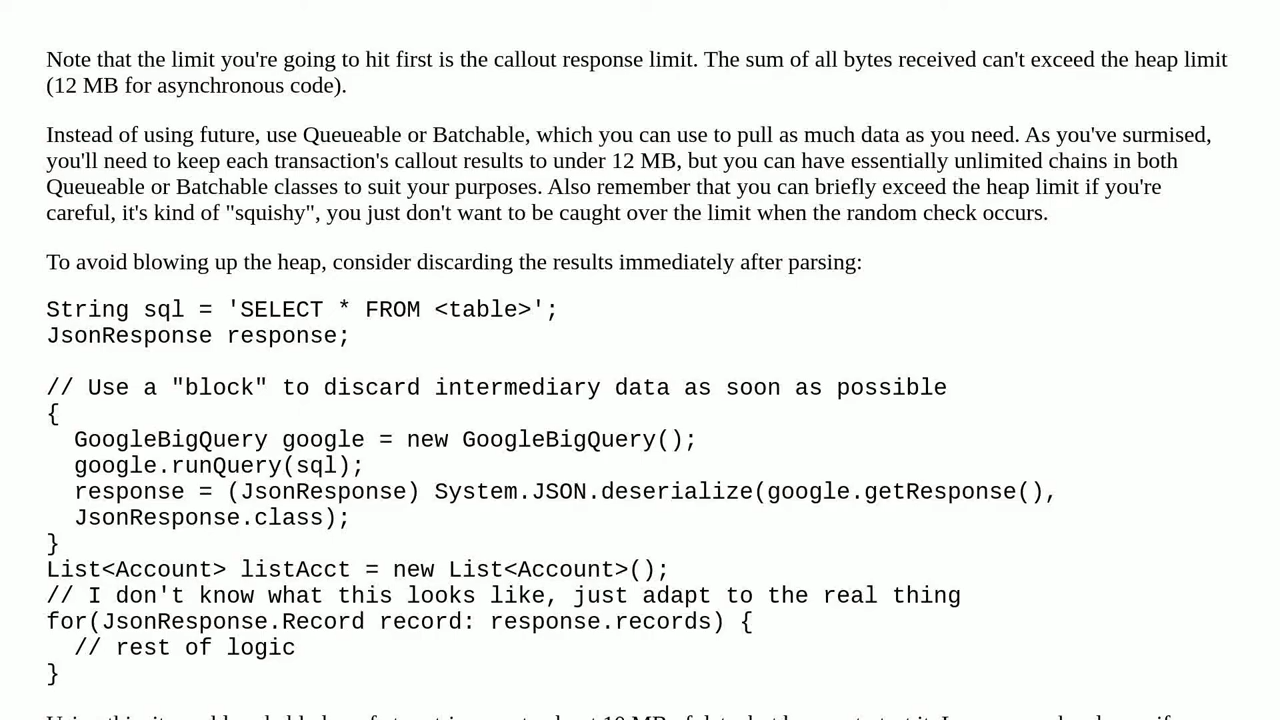 Note that the limit you're going to hit first is the callout response limit. The sum of all bytes received can't exceed the heap limit
(12 MB for asynchronous code).
Instead of using future, use Queueable or Batchable, which you can use to pull as much data as you need. As you've surmised,
you'll need to keep each transaction's callout results to under 12 MB, but you can have essentially unlimited chains in both
Queueable or Batchable classes to suit your purposes. Also remember that you can briefly exceed the heap limit if you're
careful, it's kind of "squishy", you just don't want to be caught over the limit when the random check occurs.
To avoid blowing up the heap, consider discarding the results immediately after parsing:
String sql = 'SELECT * FROM <table>';
JsonResponse response;
// Use a "block" to discard intermediary data as soon as possible
{
  GoogleBigQuery google = new GoogleBigQuery();
  google.runQuery(sql);
  response = (JsonResponse) System.JSON.deserialize(google.getResponse(),
  JsonResponse.class);
}
List<Account> listAcct = new List<Account>();
// I don't know what this looks like, just adapt to the real thing
for(JsonResponse.Record record: response.records) {
  // rest of logic
}